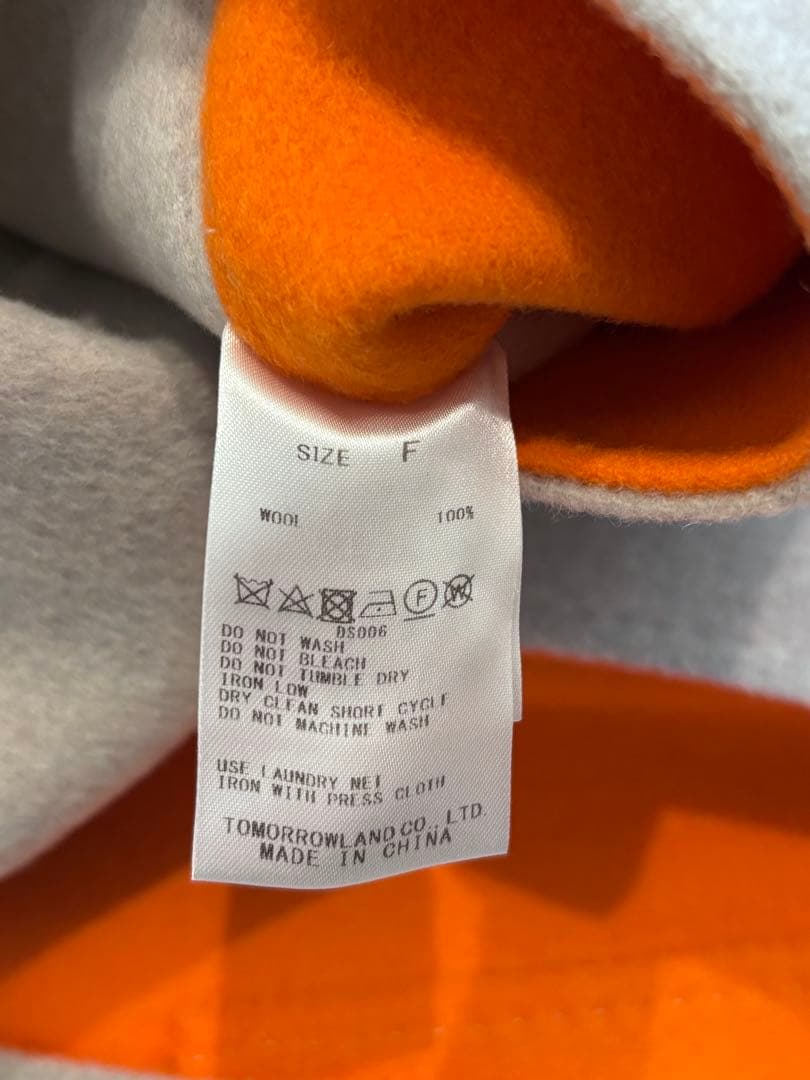 SIZE F
WOOL 100%
F W
DS006
DO NOT WASH
DO NOT BLEACH
DO NOT TUMBLE DRY
IRON LOW
DRY CLEAN SHORT CYCLE
DO NOT MACHINE WASH
USE LAUNDRY NET
IRON WITH PRESS CLOTH
TOMORROWLAND CO., LTD.
MADE IN CHINA